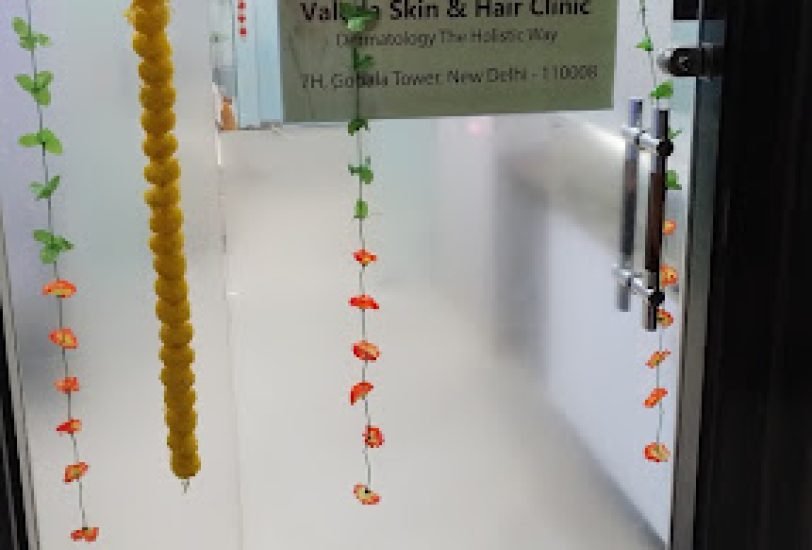 Skin & Hair Clinic
Dermatology The Holistic Way
7H, Gopala Tower, New Delhi - 110008